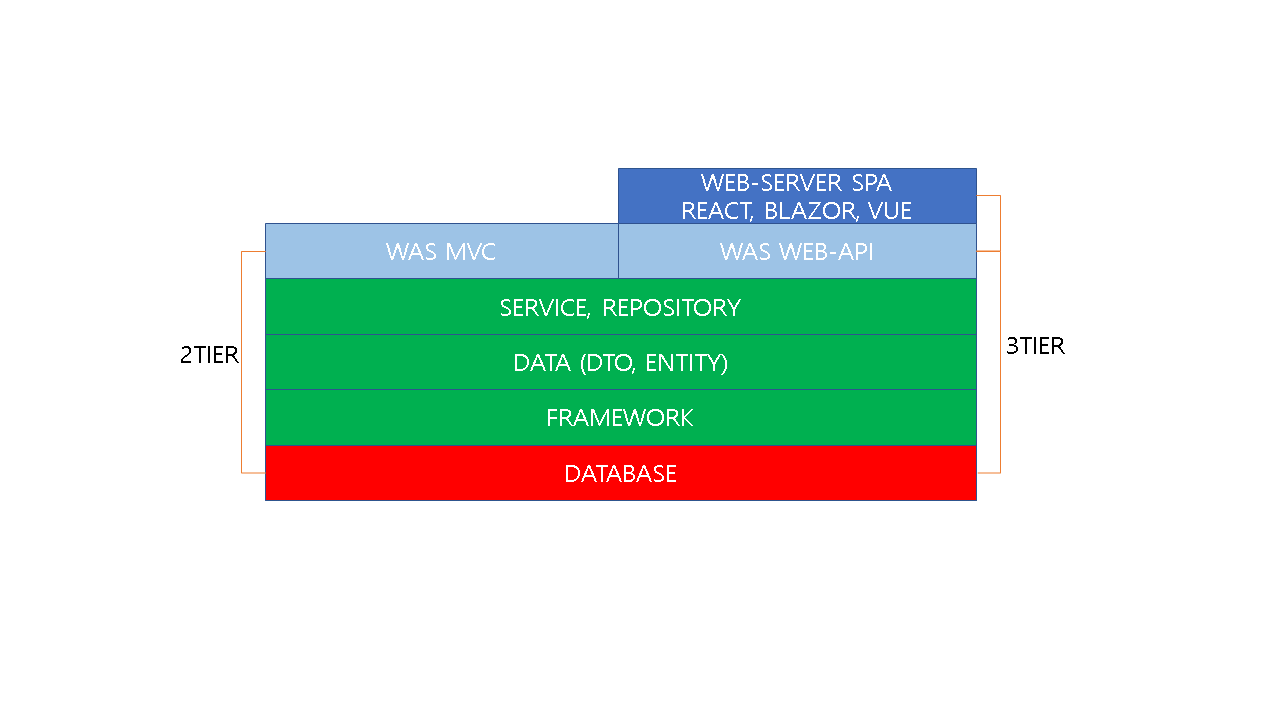 WEB-SERVER SPA
REACT, BLAZOR, VUE
WAS MVC
WAS WEB-API
SERVICE, REPOSITORY
2TIER
DATA (DTO, ENTITY)
3TIER
FRAMEWORK
DATABASE